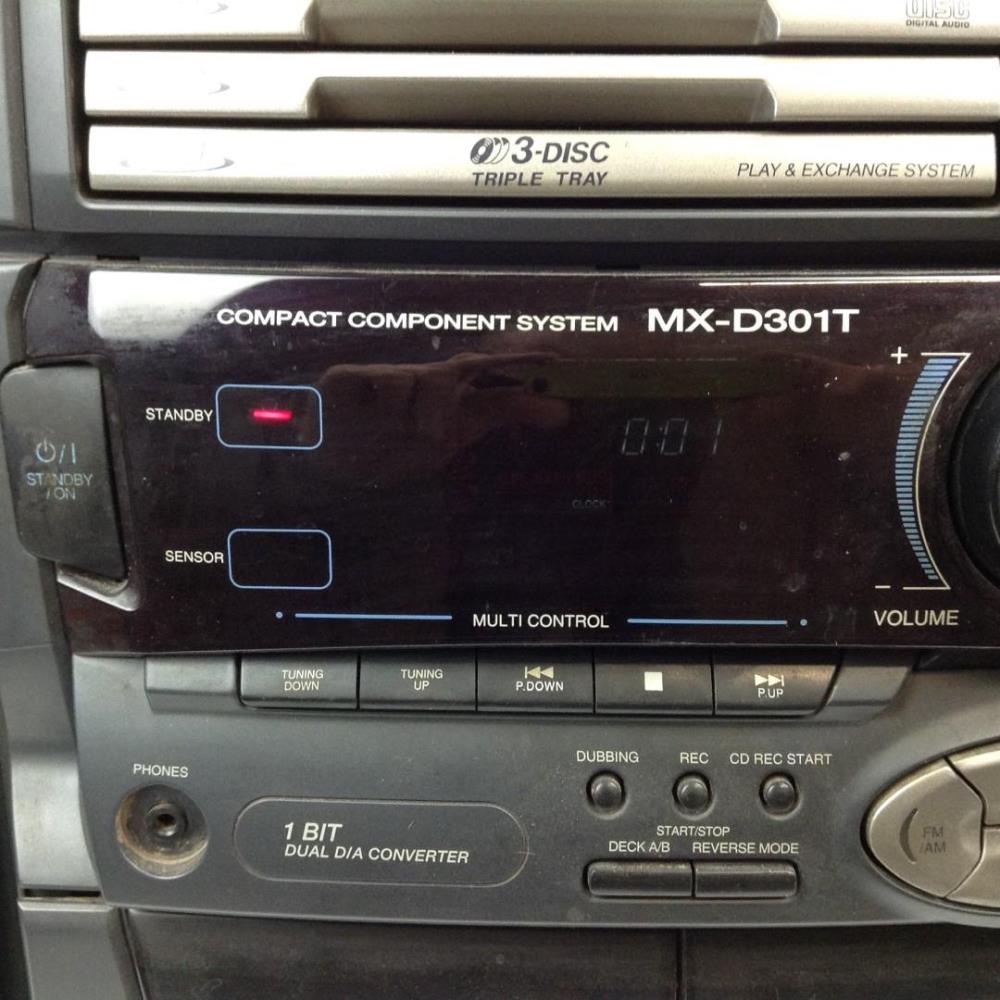 DISC
DIGITAL AUDIO
3-DISC
TRIPLE TRAY
PLAY & EXCHANGE SYSTEM
COMPACT COMPONENT SYSTEM MX-D301T
+
STANDBY
0:01
STANDBY
/ON
CLOCK
SENSOR
-
VOLUME
MULTI CONTROL
TUNING
DOWN
TUNING
UP
P.DOWN
P.UP
PHONES
DUBBING
REC
CD REC START
1 BIT
DUAL D/A CONVERTER
START/STOP
DECK A/B
REVERSE MODE
FM
/AM